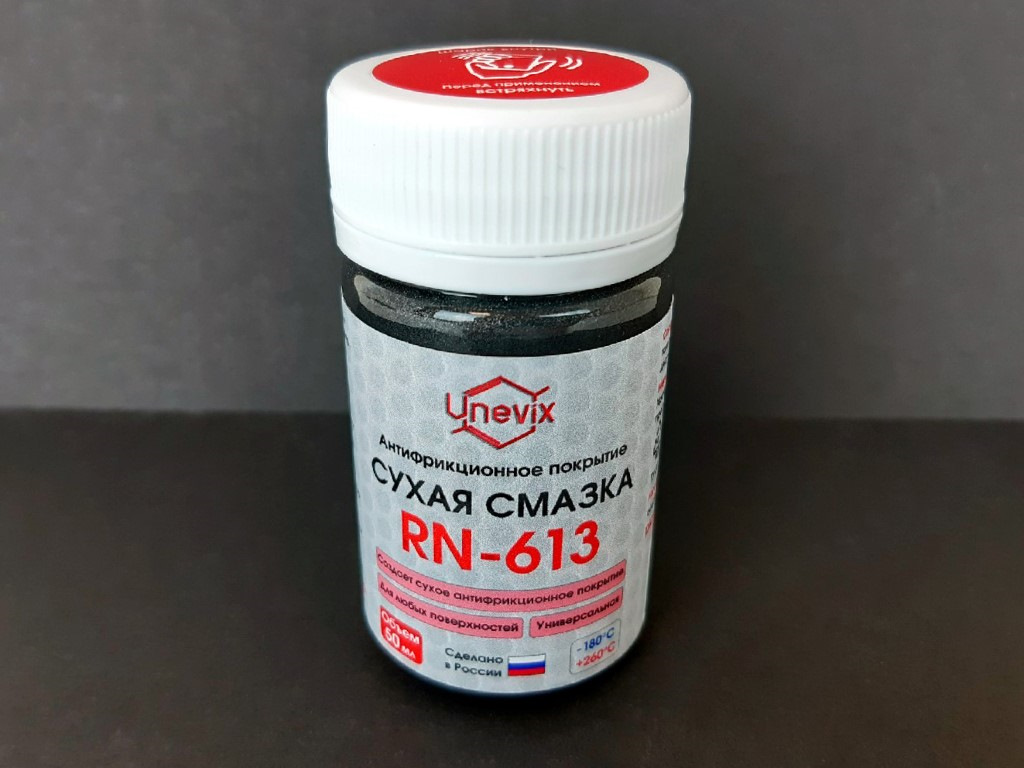 перед применением
встряхнуть
Unevix
Антифрикционное покрытие
СУХАЯ СМАЗКА
RN-613
Создает сухое антифрикционное покрытие
Для любых поверхностей
Универсальное
Объем
50 мл
Сделано
в России
-180°C
+260°C